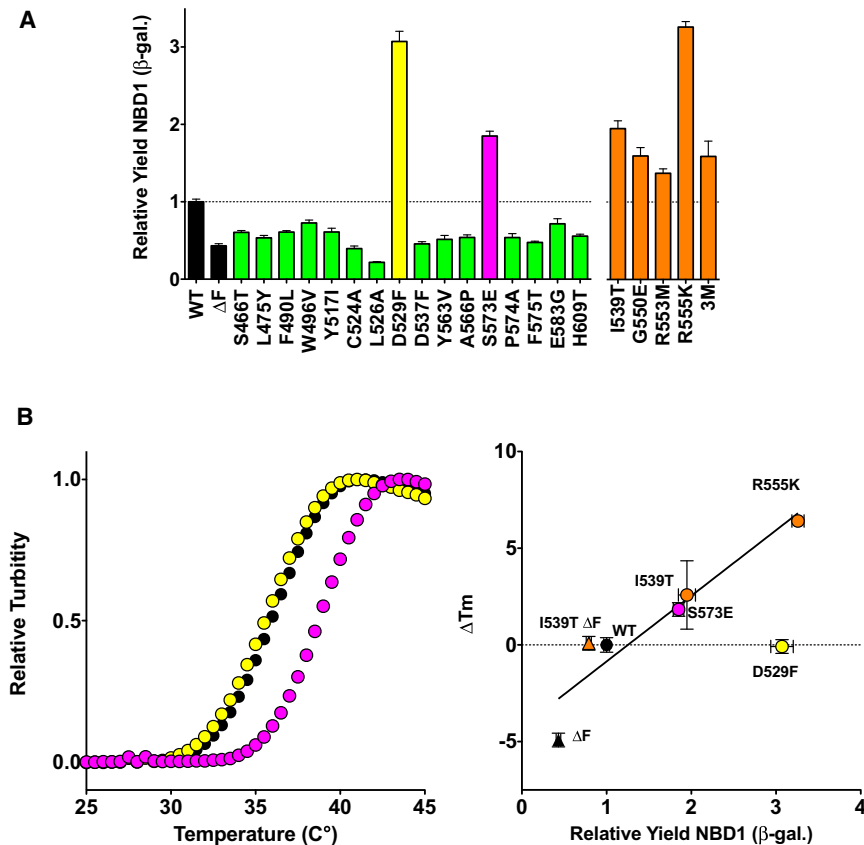 A
Relative Yield NBD1 (β-gal.)
3
2
1
0
WT
ΔF
S466T
L475Y
F490L
W496V
Y517I
C524A
L526A
D529F
D537F
Y563V
A566P
S573E
P574A
F575T
E583G
H609T
I539T
G550E
R553M
R555K
3M
B
Relative Turbitity
1.0
0.5
0.0
25
30
35
40
45
Temperature (C°)
ΔTm
10
5
0
-5
R555K
I539T
S573E
I539T ΔF
WT
D529F
ΔF
0
1
2
3
4
Relative Yield NBD1 (β-gal.)